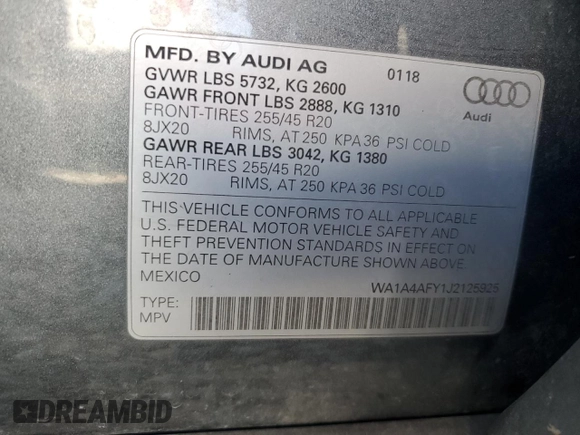 MFD. BY AUDI AG 0118
GVWR LBS 5732, KG 2600
GAWR FRONT LBS 2888, KG 1310
FRONT-TIRES 255/45 R20
8JX20 RIMS, AT 250 KPA 36 PSI COLD
GAWR REAR LBS 3042, KG 1380
REAR-TIRES 255/45 R20
8JX20 RIMS, AT 250 KPA 36 PSI COLD
Audi
THIS VEHICLE CONFORMS TO ALL APPLICABLE
U.S. FEDERAL MOTOR VEHICLE SAFETY AND
THEFT PREVENTION STANDARDS IN EFFECT ON
THE DATE OF MANUFACTURE SHOWN ABOVE.
MEXICO
WA1A4AFY1J2125925
TYPE:
MPV
DREAMBID